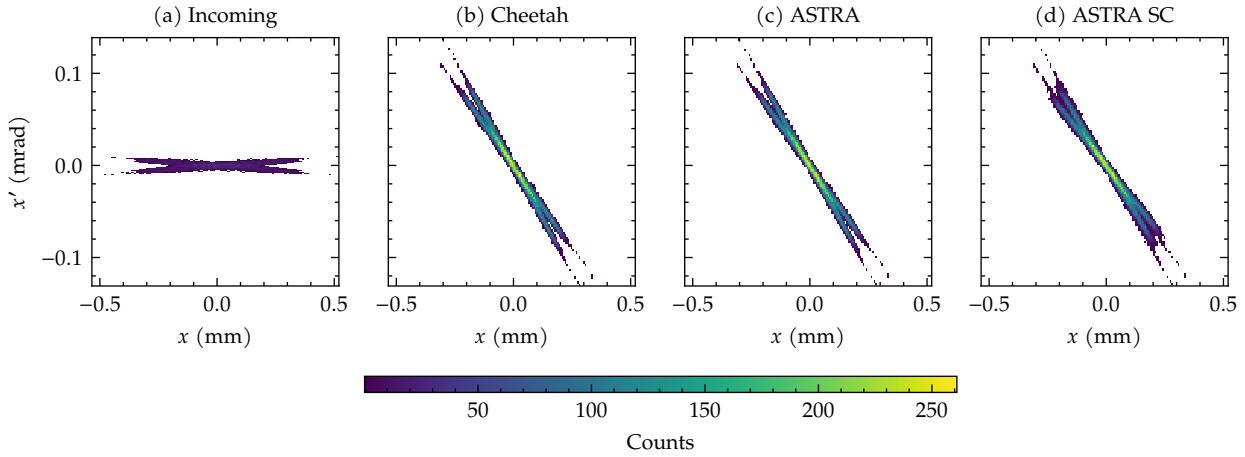 (a) Incoming
(b) Cheetah
(c) ASTRA
(d) ASTRA SC
0.1
0.0
−0.1
x′ (mrad)
−0.5 0.0 0.5
−0.5 0.0 0.5
−0.5 0.0 0.5
−0.5 0.0 0.5
x (mm)
x (mm)
x (mm)
x (mm)
50 100 150 200 250
Counts